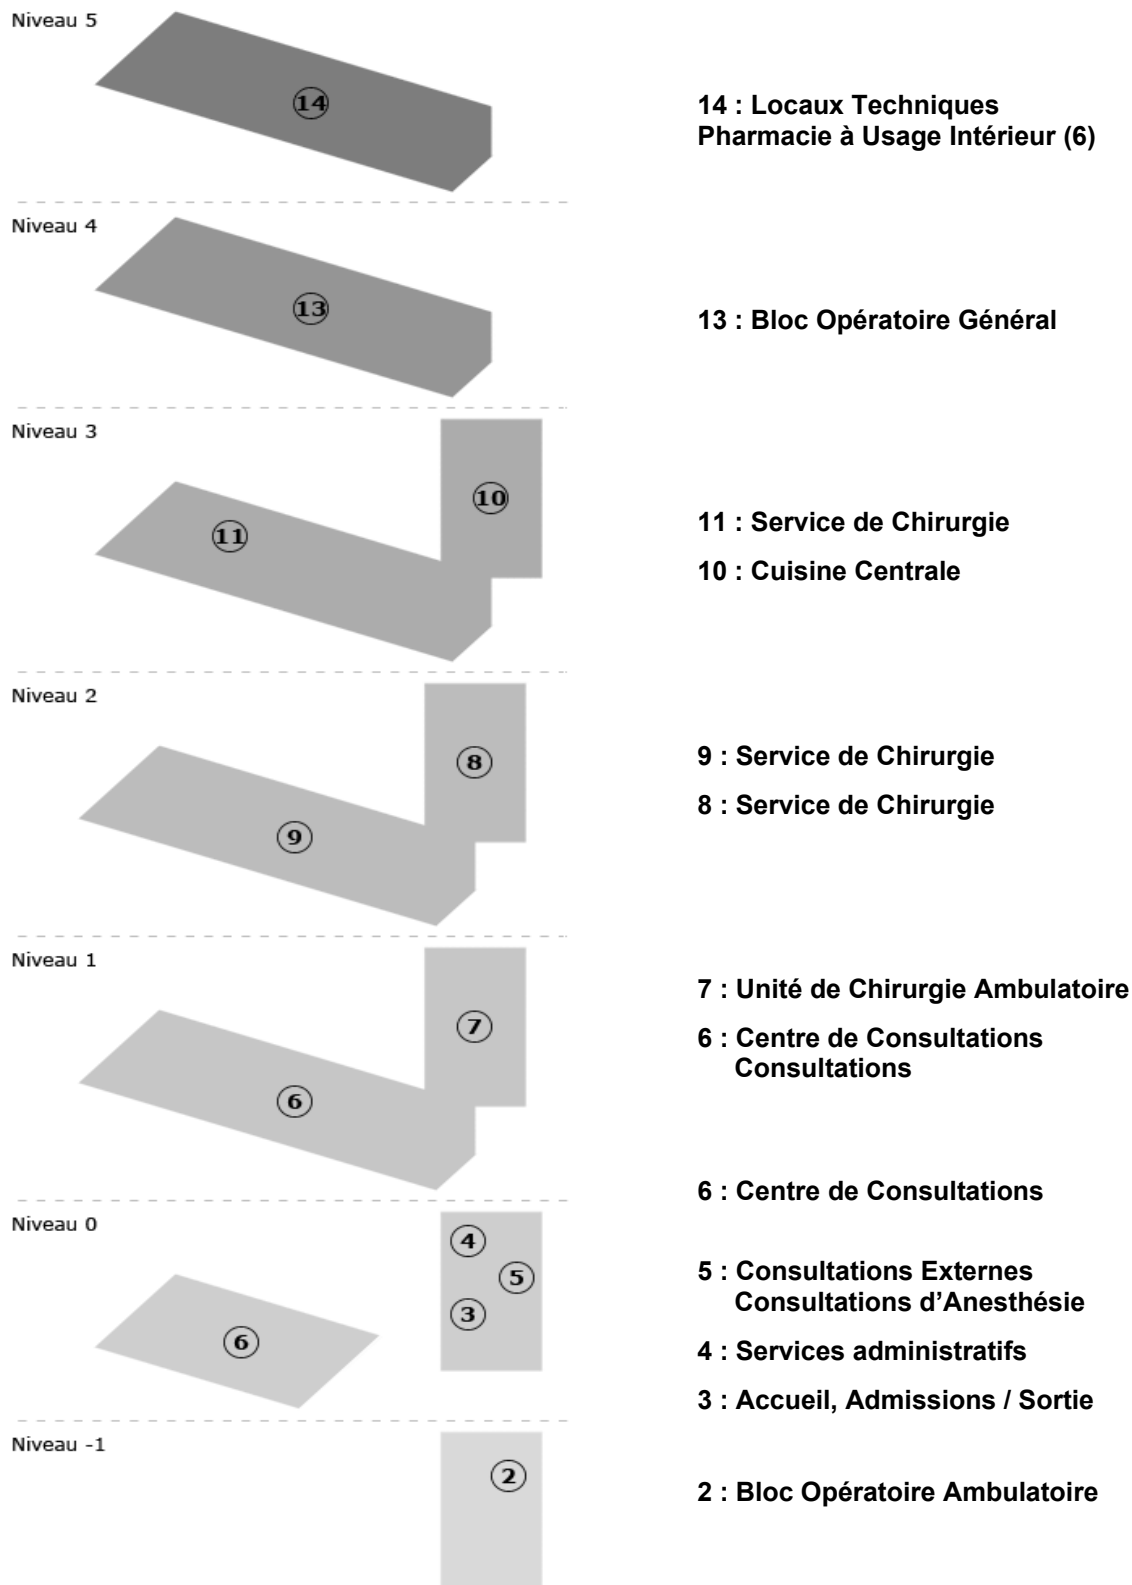 Niveau 5
14
14 : Locaux Techniques
Pharmacie à Usage Intérieur (6)
Niveau 4
13
13 : Bloc Opératoire Général
Niveau 3
10
11
11 : Service de Chirurgie
10 : Cuisine Centrale
Niveau 2
8
9
9 : Service de Chirurgie
8 : Service de Chirurgie
Niveau 1
7
6
7 : Unité de Chirurgie Ambulatoire
6 : Centre de Consultations
Consultations
6 : Centre de Consultations
Niveau 0
4
5
3
6
5 : Consultations Externes
Consultations d’Anesthésie
4 : Services administratifs
3 : Accueil, Admissions / Sortie
Niveau -1
2
2 : Bloc Opératoire Ambulatoire